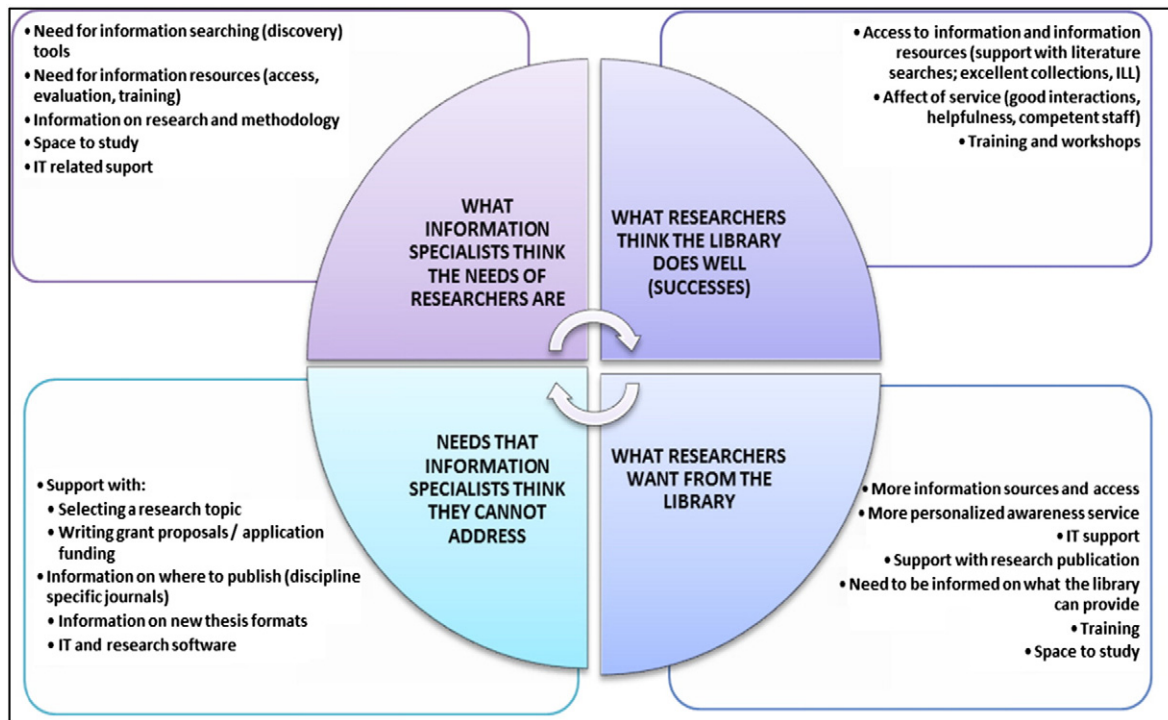 • Need for information searching (discovery)
tools
• Need for information resources (access,
evaluation, training)
• Information on research and methodology
• Space to study
• IT related suport
• Access to information and information
resources (support with literature
searches; excellent collections, ILL)
• Affect of service (good interactions,
helpfulness, competent staff)
• Training and workshops
WHAT
INFORMATION
SPECIALISTS THINK
THE NEEDS OF
RESEARCHERS ARE
WHAT RESEARCHERS
THINK THE LIBRARY
DOES WELL
(SUCCESSES)
NEEDS THAT
INFORMATION
SPECIALISTS THINK
THEY CANNOT
ADDRESS
WHAT RESEARCHERS
WANT FROM THE
LIBRARY
• Support with:
• Selecting a research topic
• Writing grant proposals / application
funding
• Information on where to publish (discipline
specific journals)
• Information on new thesis formats
• IT and research software
• More information sources and access
• More personalized awareness service
• IT support
• Support with research publication
• Need to be informed on what the library
can provide
• Training
• Space to study